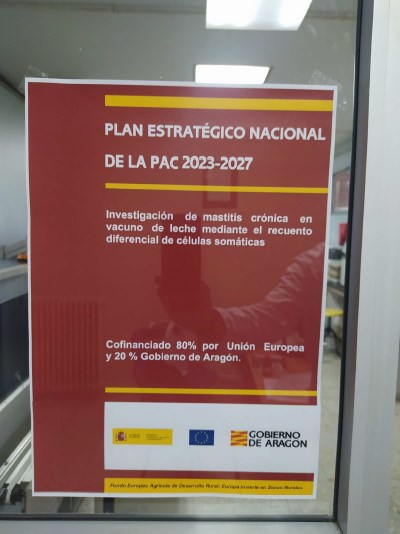 PLAN ESTRATÉGICO NACIONAL
DE LA PAC 2023-2027
Investigación de mastitis crónica en
vacuno de leche mediante el recuento
diferencial de células somáticas
Cofinanciado 80% por Unión Europea
y 20 % Gobierno de Aragón.
GOBIERNO
DE ARAGON
Fondo Europeo Agrícola de Desarrollo Rural: Europa invierte en Zonas Rurales